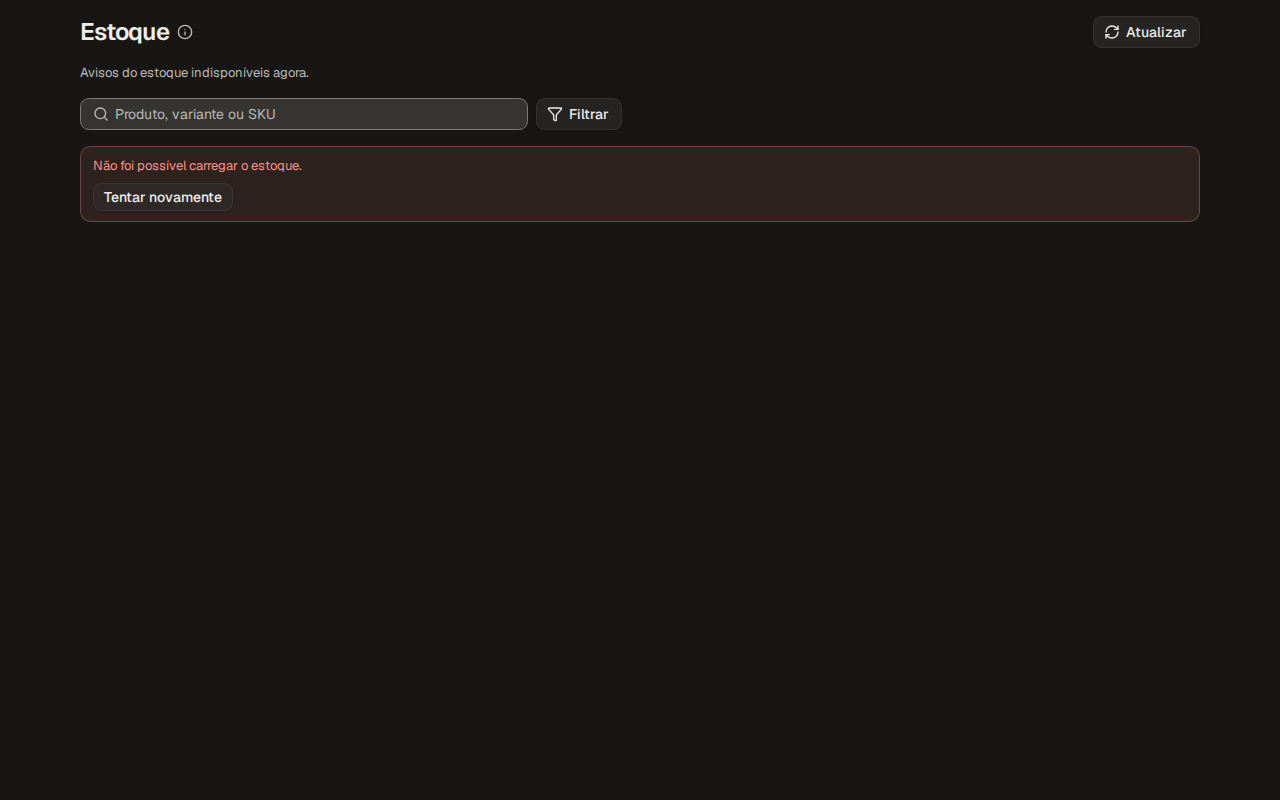 Estoque
Atualizar
Avisos do estoque indisponíveis agora.
Produto, variante ou SKU
Filtrar
Não foi possível carregar o estoque.
Tentar novamente